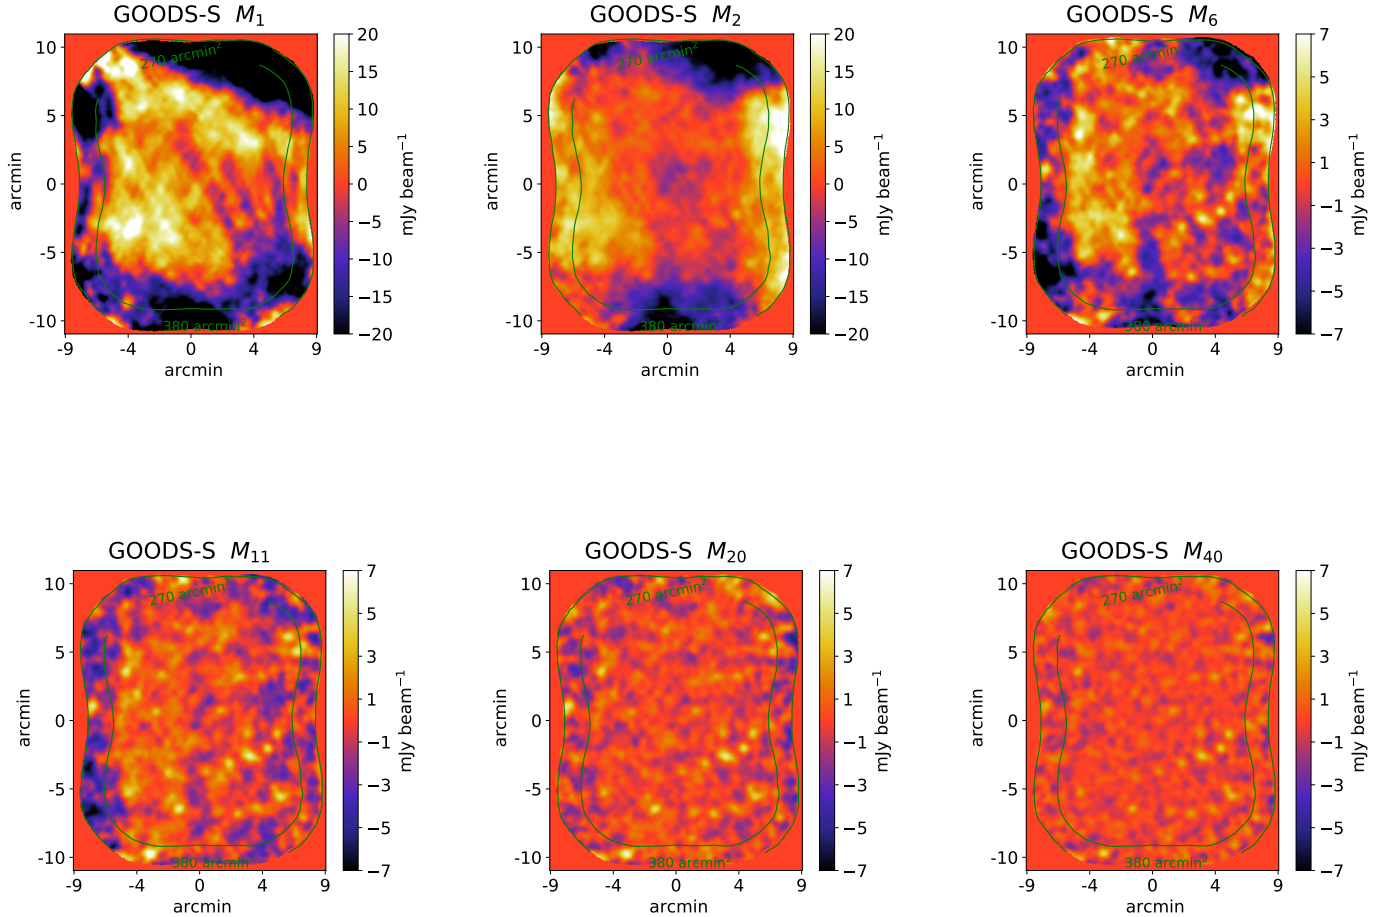 GOODS-S M₁
GOODS-S M₂
GOODS-S M₆
10
5
0
-5
-10
arcmin
-9 -4 0 4 9
arcmin
270 arcmin²
380 arcmin²
20
15
10
5
0
−5
−10
−15
−20
mJy beam⁻¹
10
5
0
-5
-10
arcmin
-9 -4 0 4 9
arcmin
270 arcmin²
380 arcmin
20
15
10
5
0
−5
−10
−15
−20
mJy beam⁻¹
10
5
0
-5
-10
arcmin
-9 -4 0 4 9
arcmin
270 arcmin²
380 arcmin²
7
5
3
1
−1
−3
−5
−7
mJy beam⁻¹
GOODS-S M₁₁
GOODS-S M₂₀
GOODS-S M₄₀
10
5
0
-5
-10
arcmin
-9 -4 0 4 9
arcmin
270 arcmin²
380 arcmin²
7
5
3
1
−1
−3
−5
−7
mJy beam⁻¹
10
5
0
-5
-10
arcmin
-9 -4 0 4 9
arcmin
270 arcmin²
380 arcmin²
7
5
3
1
−1
−3
−5
−7
mJy beam⁻¹
10
5
0
-5
-10
arcmin
-9 -4 0 4 9
arcmin
270 arcmin²
380 arcmin²
7
5
3
1
−1
−3
−5
−7
mJy beam⁻¹